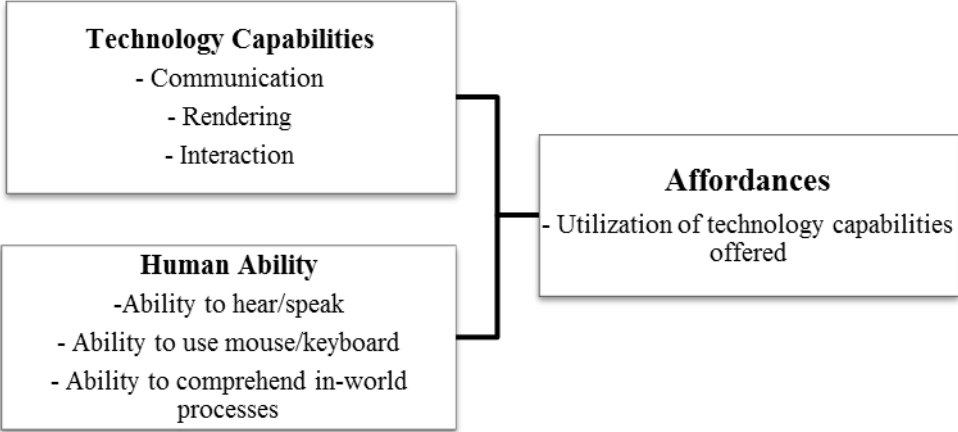 Technology Capabilities
- Communication
- Rendering
- Interaction
Affordances
- Utilization of technology capabilities
offered
Human Ability
-Ability to hear/speak
- Ability to use mouse/keyboard
- Ability to comprehend in-world
processes